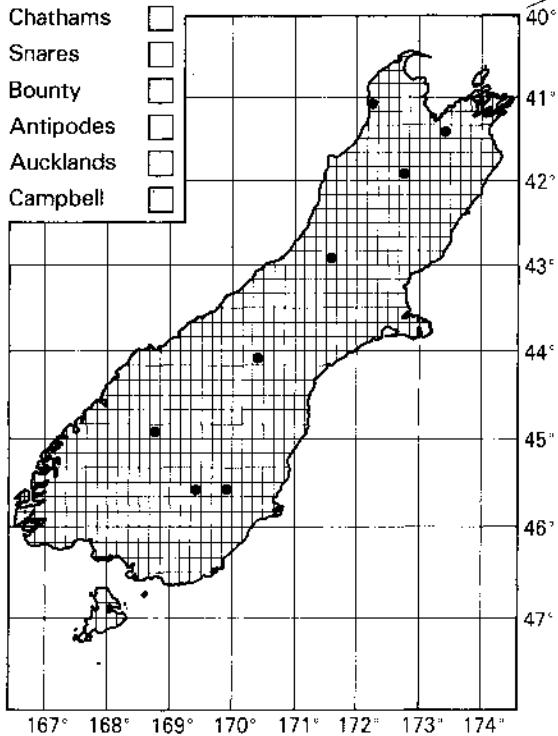 Chathams
Snares
Bounty
Antipodes
Aucklands
Campbell
40°
41°
42°
43°
44°
45°
46°
47°
167° 168° 169° 170° 171° 172° 173° 174°